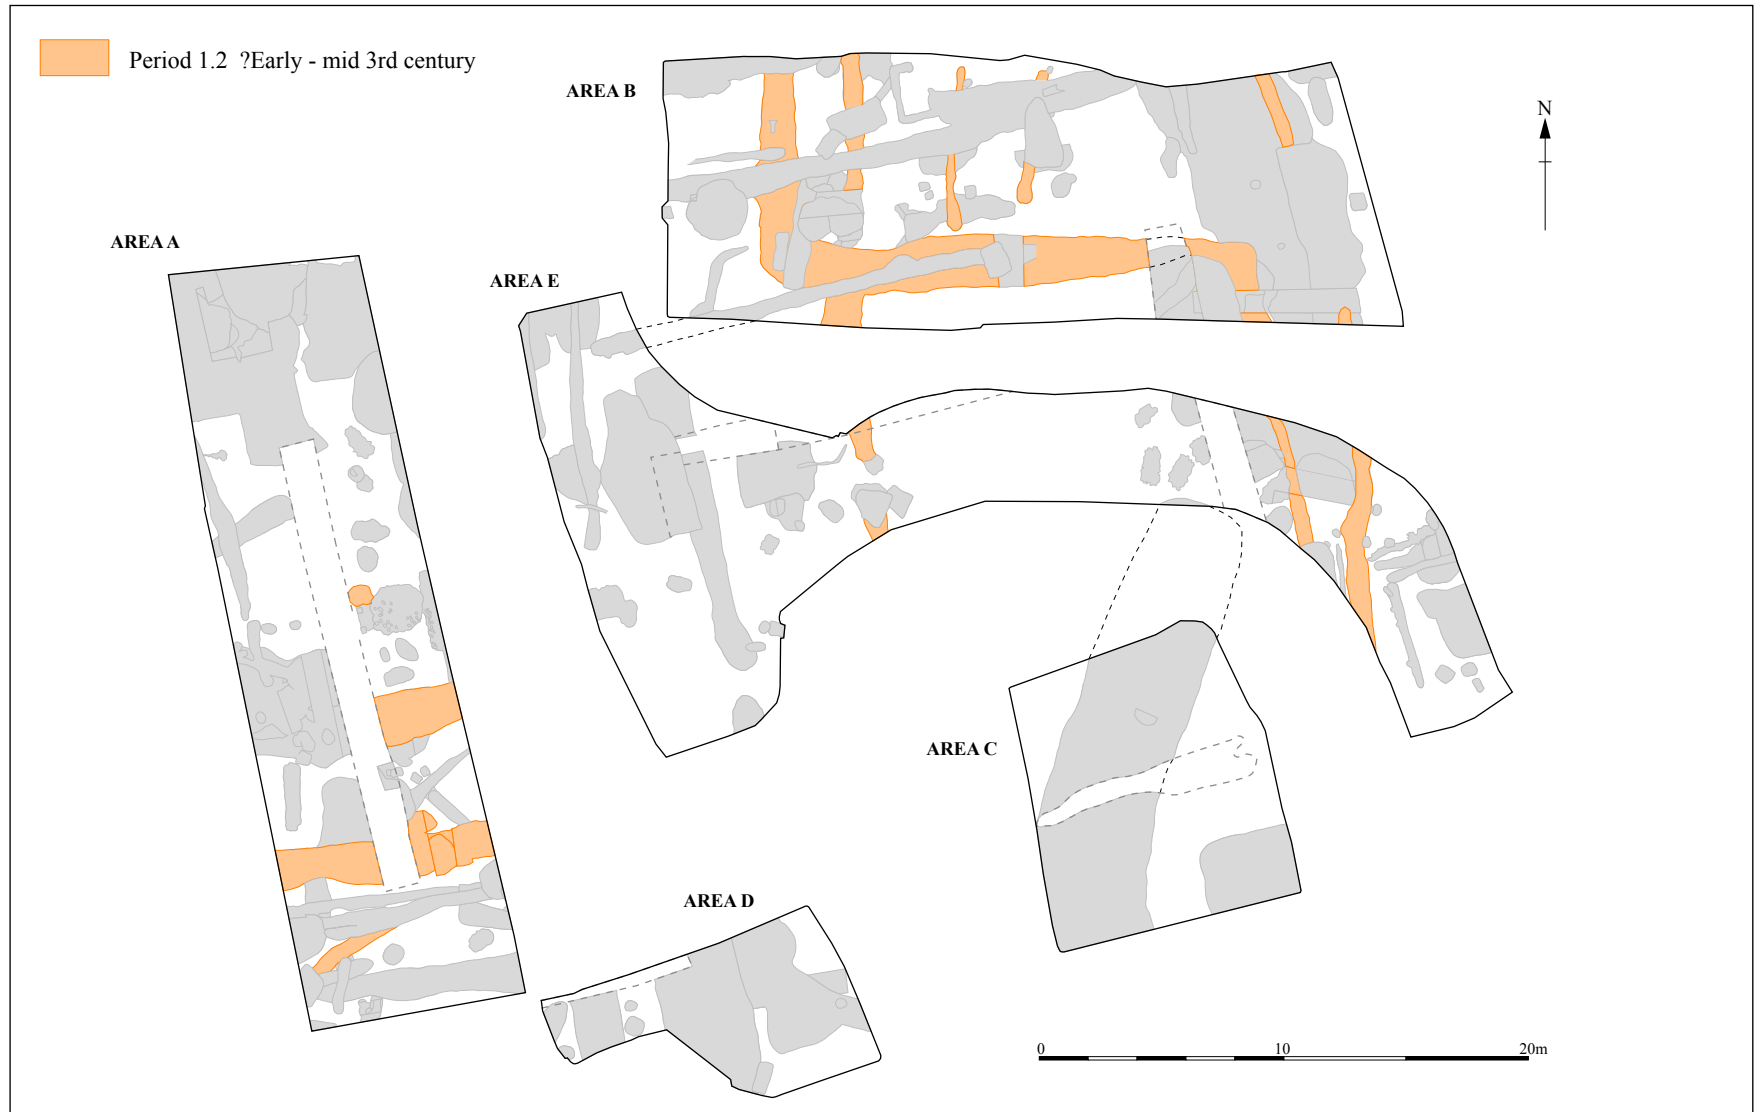 Period 1.2 ?Early - mid 3rd century
AREA B
N
AREA A
AREA E
AREA C
AREA D
0 10 20m